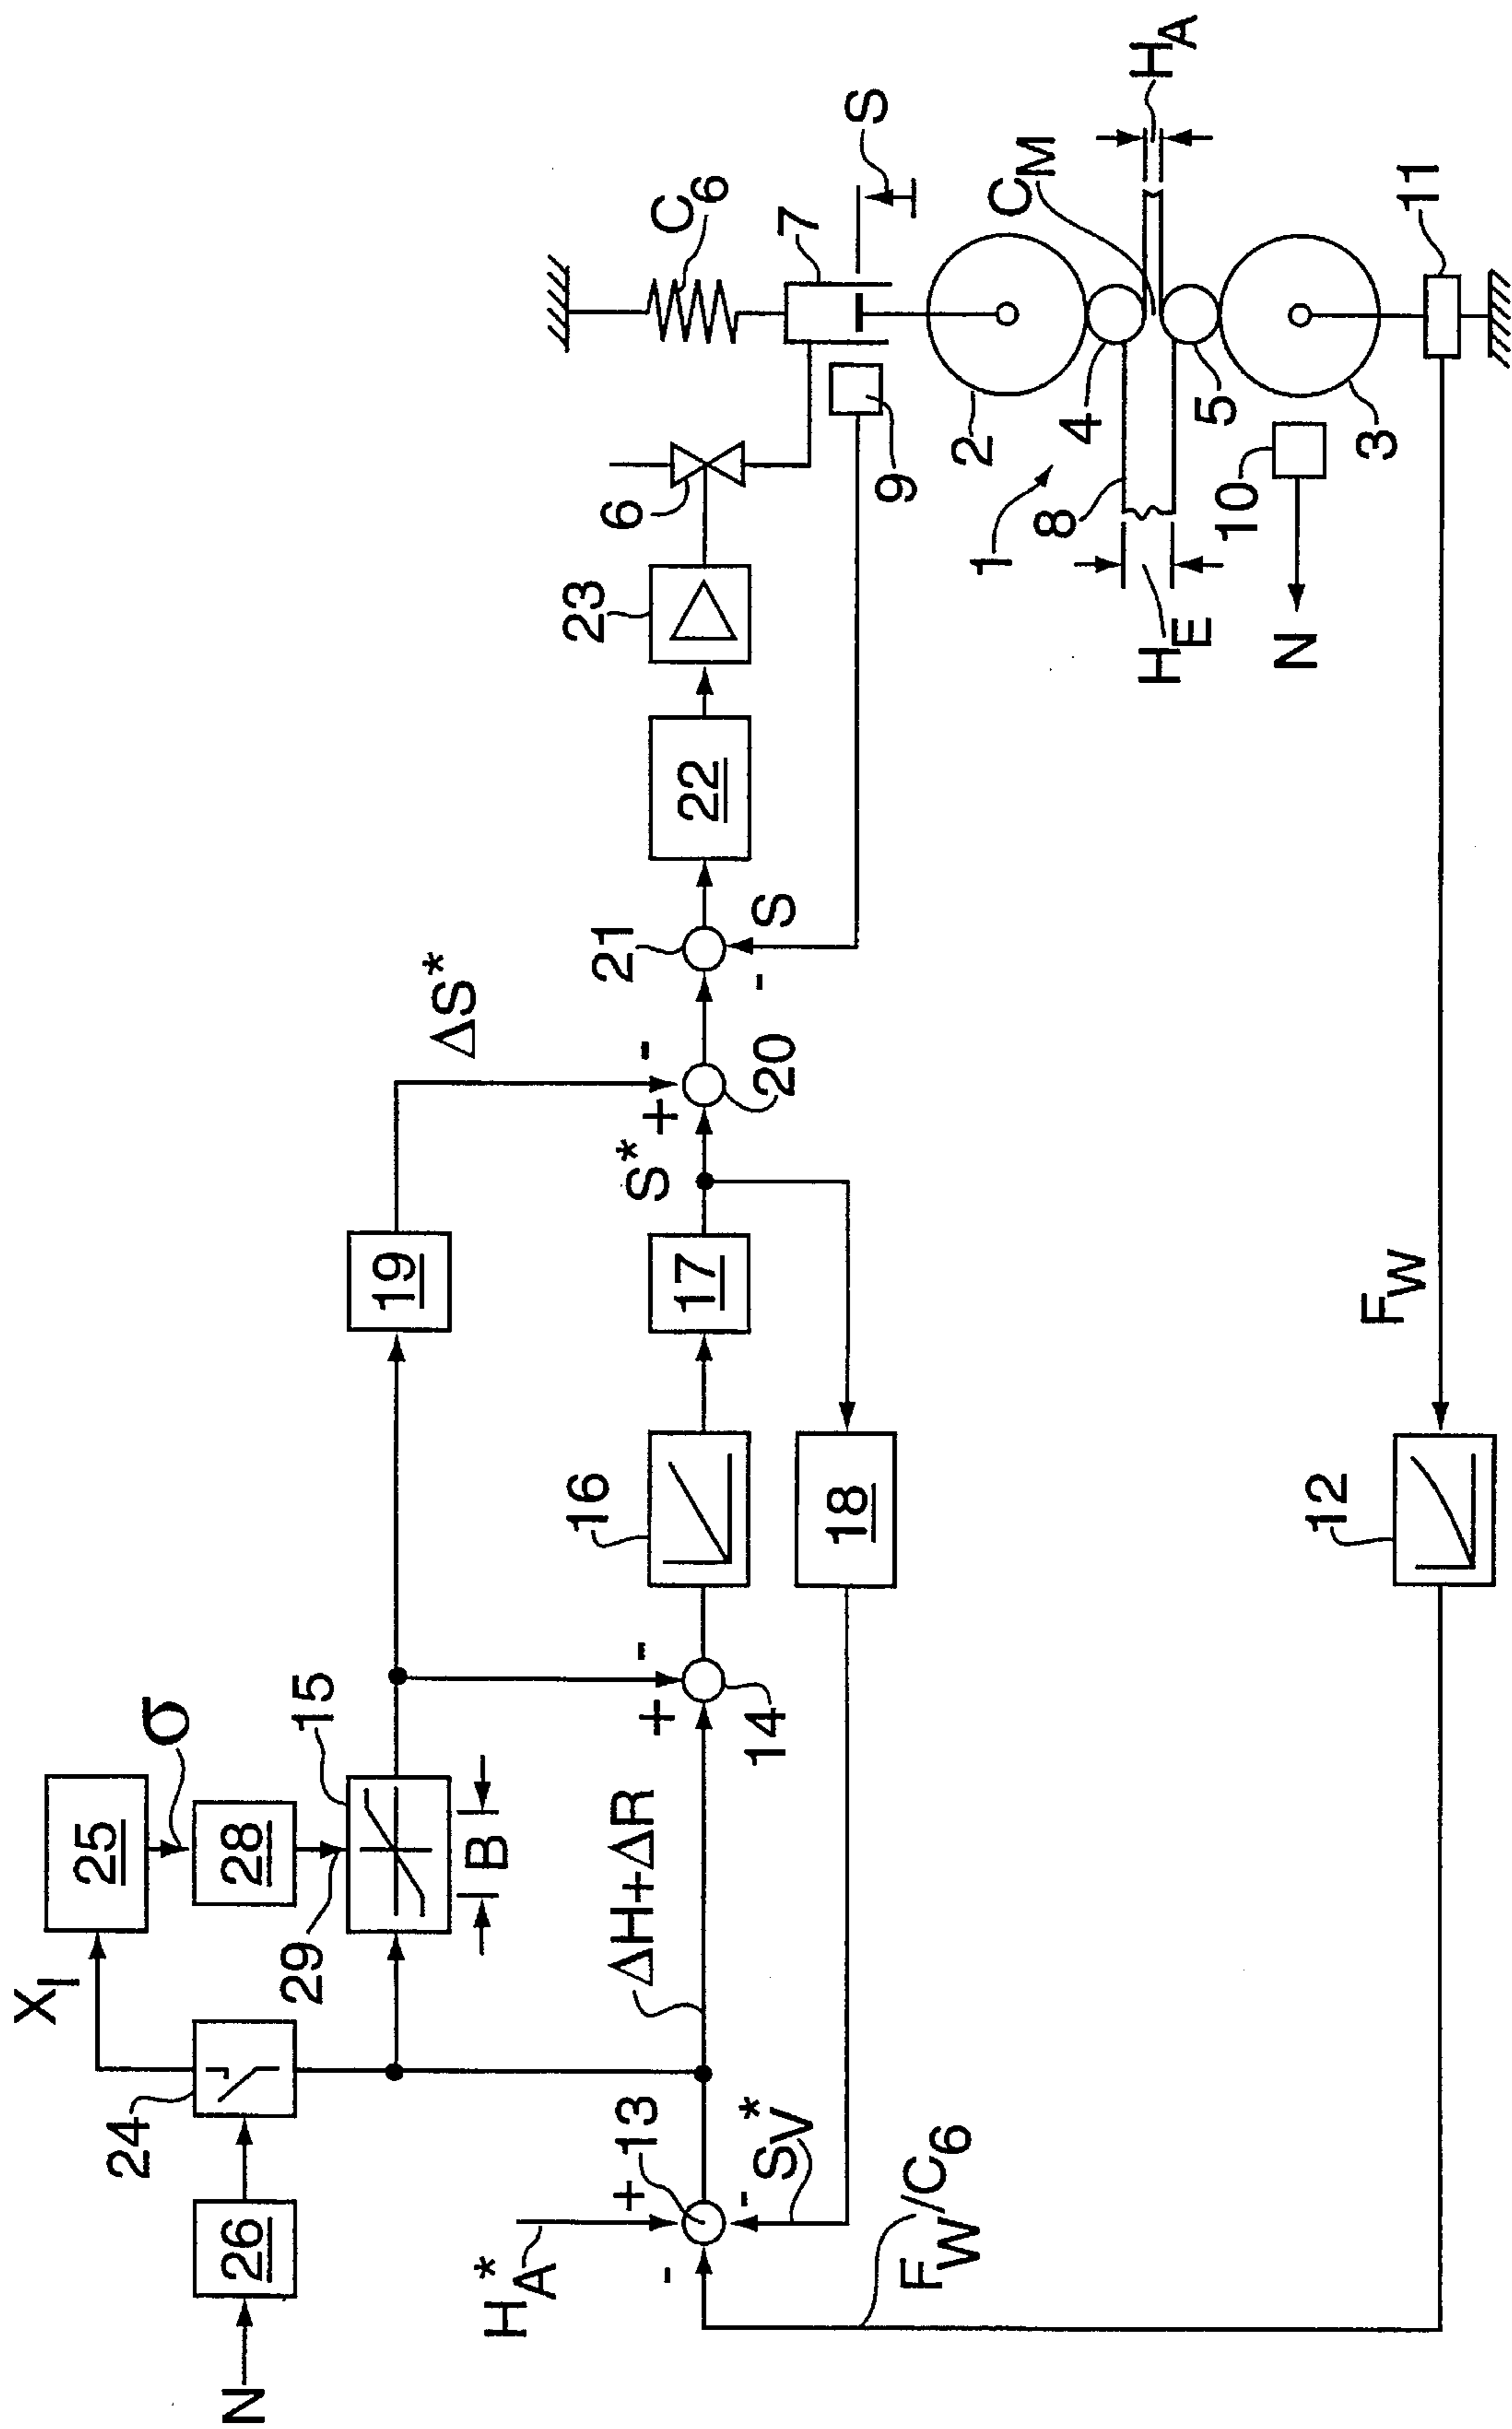 N
26
24
X_I
25
σ
28
29
15
B
19
ΔS*
H_A*
+
13
-
-
S_V*
F_W/C_6
ΔH+ΔR
+
-
14
16
17
18
S*
+
-
20
21
-
S
22
23
6
C_6
7
S
9
2
4
C_M
H_A
1
8
H_E
5
10
N
3
11
F_W
12